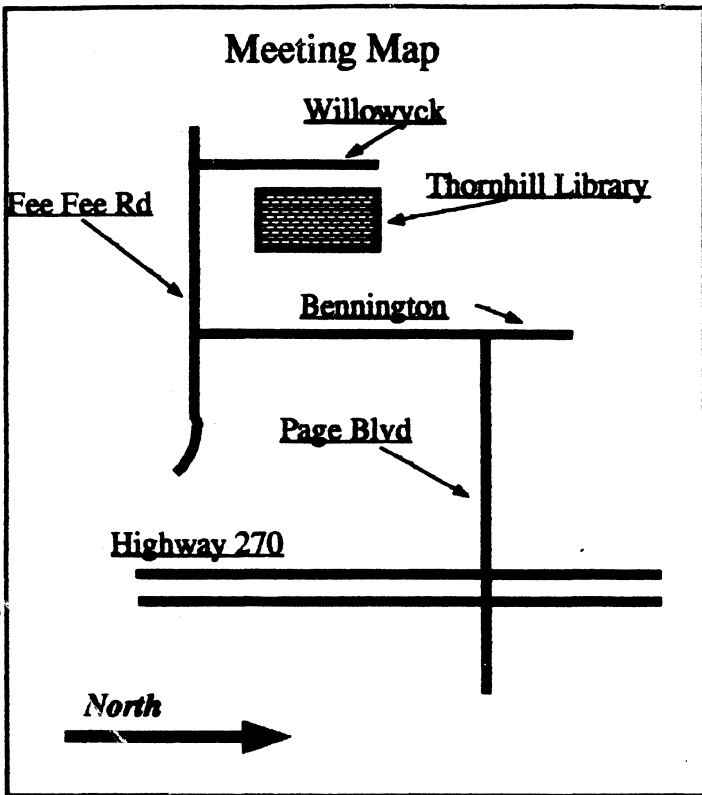 Meeting Map
Willowyck
Thornhill Library
Fee Fee Rd
Bennington
Page Blvd
Highway 270
North